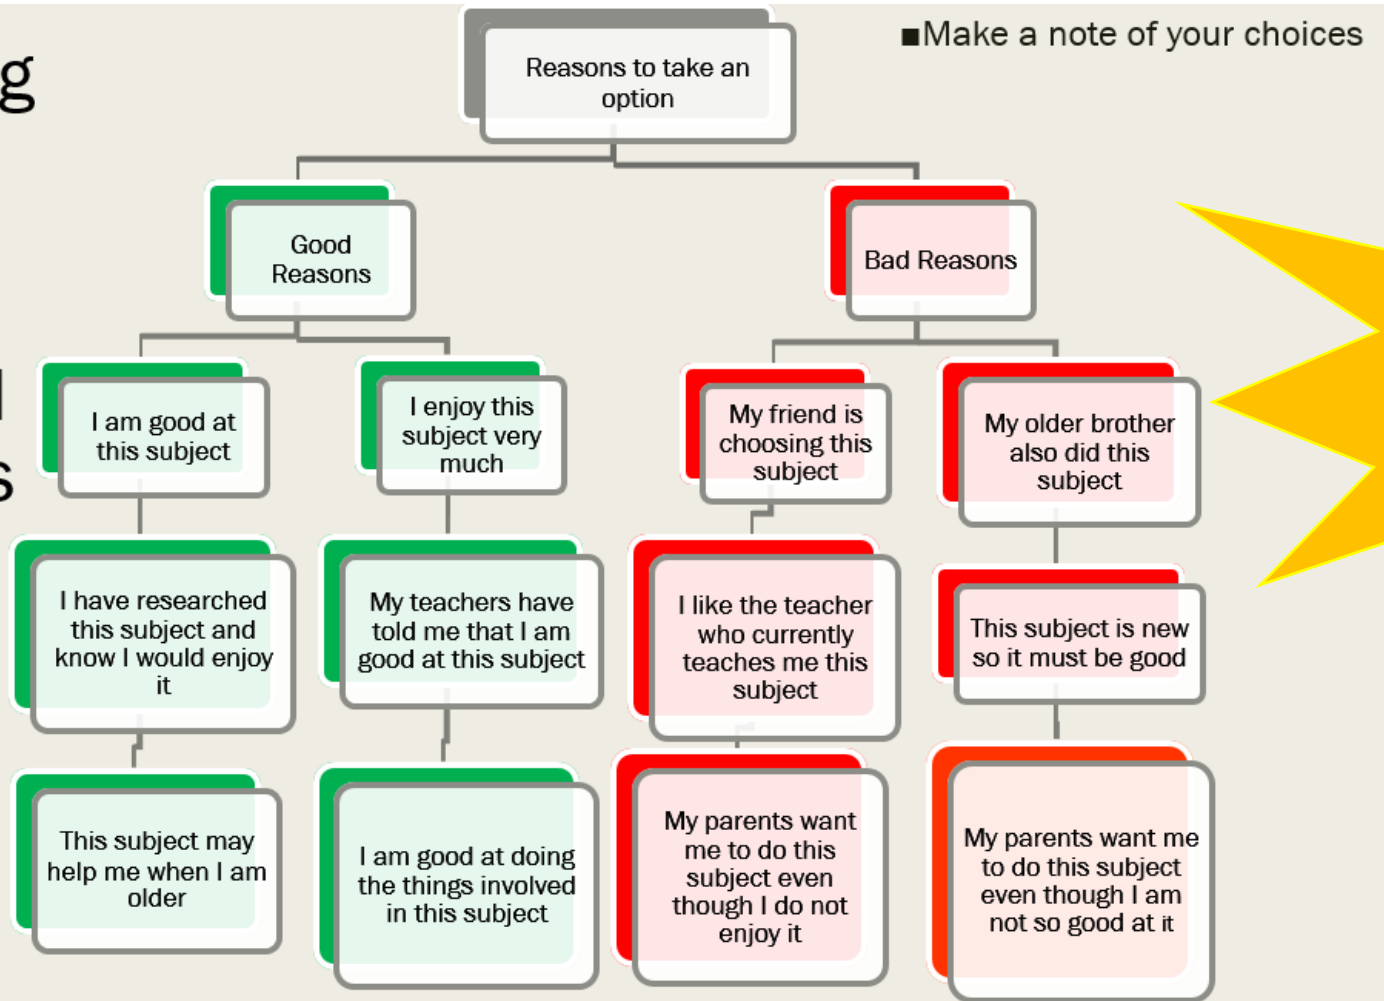 g
■Make a note of your choices
Reasons to take an
option
Good
Reasons
Bad Reasons
I am good at
this subject
I enjoy this
subject very
much
My friend is
choosing this
subject
My older brother
also did this
subject
I have researched
this subject and
know I would enjoy
it
My teachers have
told me that I am
good at this subject
I like the teacher
who currently
teaches me this
subject
This subject is new
so it must be good
This subject may
help me when I am
older
I am good at doing
the things involved
in this subject
My parents want
me to do this
subject even
though I do not
enjoy it
My parents want me
to do this subject
even though I am
not so good at it
s